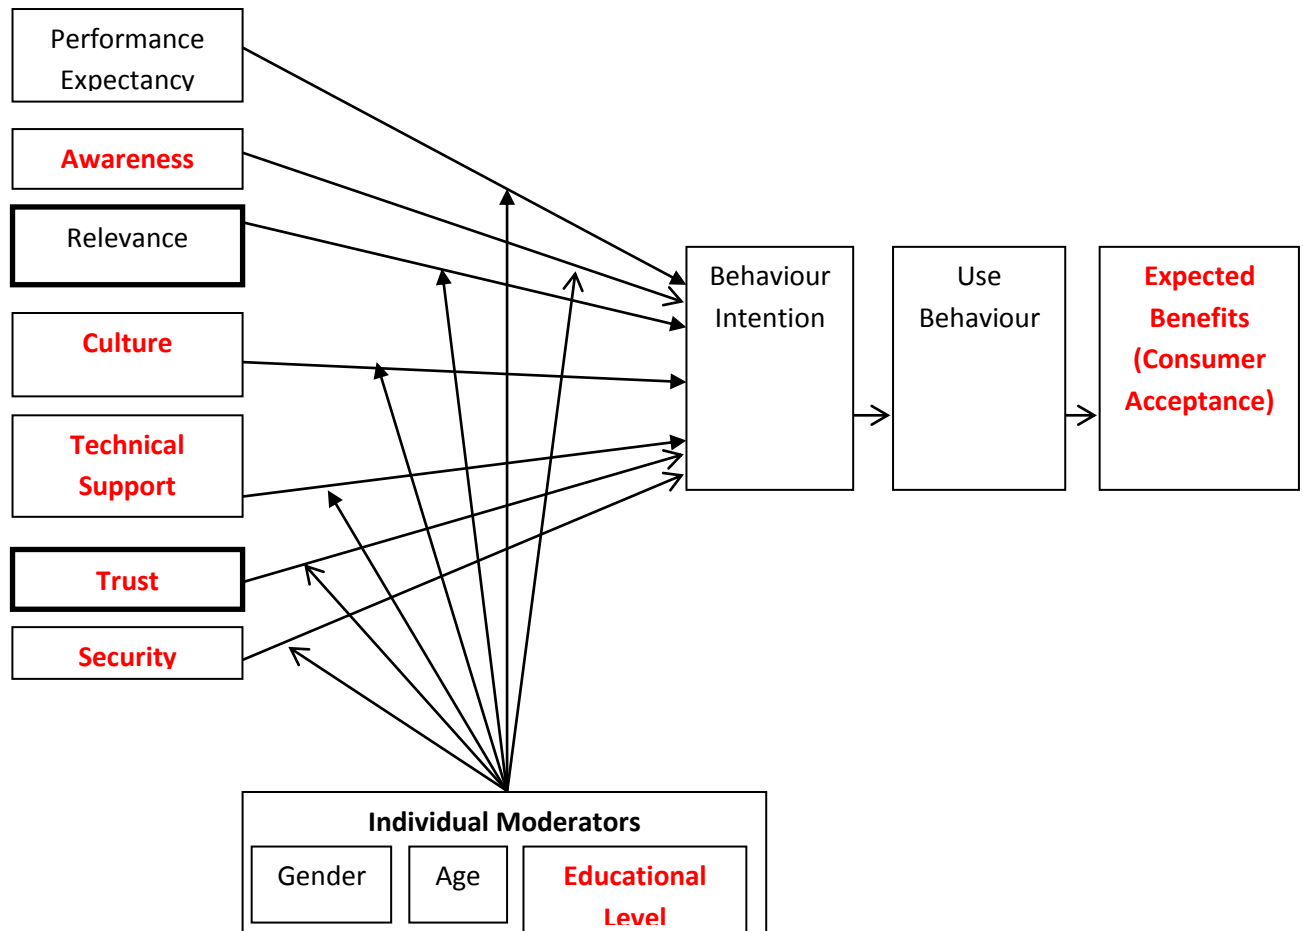 Performance
Expectancy
Awareness
Relevance
Culture
Technical
Support
Trust
Security
Behaviour
Intention
Use
Behaviour
Expected
Benefits
(Consumer
Acceptance)
Individual Moderators
Gender
Age
Educational
Level